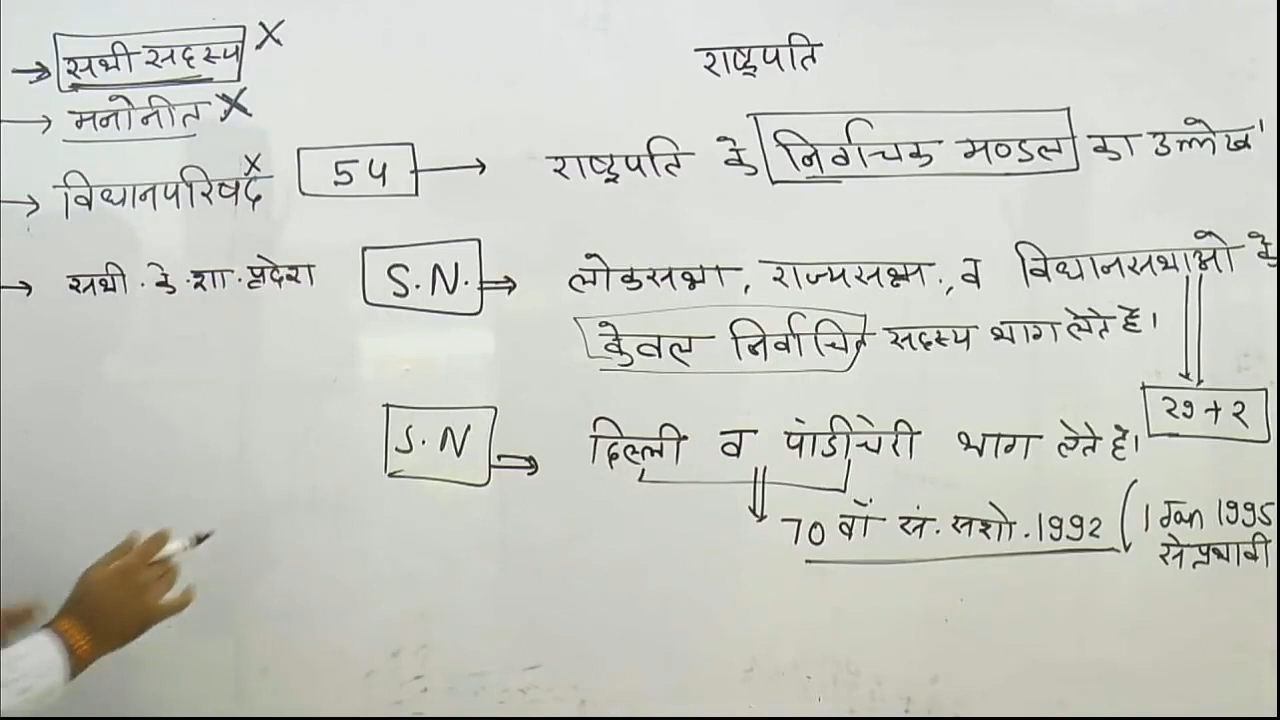 राष्ट्रपति
→ सभी सदस्य X
→ मनोनीत X
→ विधानपरिषद X
→ सभी . के . शा . प्रदेश
54 → राष्ट्रपति के निर्वाचक मण्डल का उल्लेख'
S.N. ⇒ लोकसभा, राज्यसभा., व विधानसभाओ के
केवल निर्वाचित सदस्य भाग लेते है।
29 + 2
S.N ⇒ दिल्ली व पांडीचेरी भाग लेते है।
70 वाँ सं. सशो. 1992 (1 Jan 1995
से प्रभावी